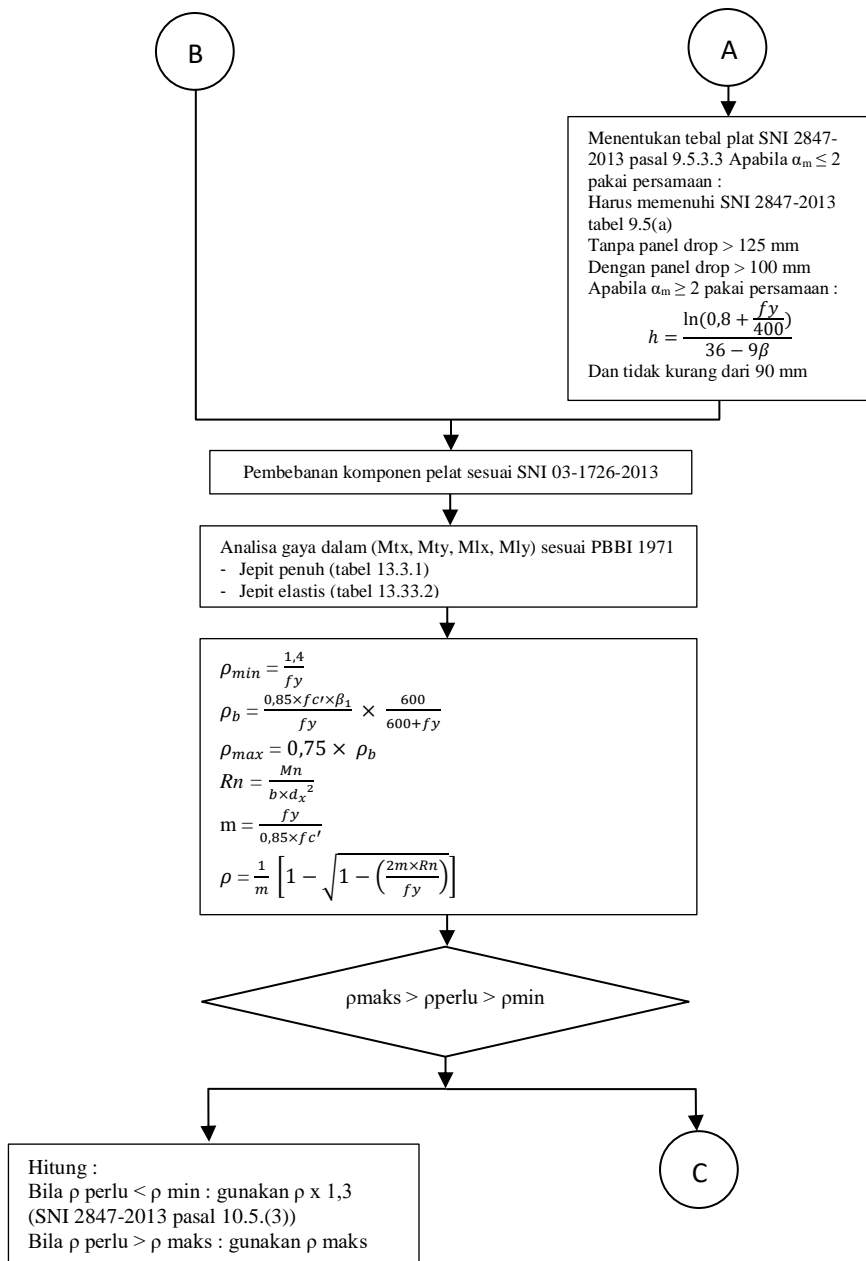 B
A
Menentukan tebal plat SNI 2847-
2013 pasal 9.5.3.3 Apabila αm ≤ 2
pakai persamaan :
Harus memenuhi SNI 2847-2013
tabel 9.5(a)
Tanpa panel drop > 125 mm
Dengan panel drop > 100 mm
Apabila αm ≥ 2 pakai persamaan :
h = ln(0,8 + fy/400) / (36 − 9β)
Dan tidak kurang dari 90 mm
Pembebanan komponen pelat sesuai SNI 03-1726-2013
Analisa gaya dalam (Mtx, Mty, Mlx, Mly) sesuai PBBI 1971
- Jepit penuh (tabel 13.3.1)
- Jepit elastis (tabel 13.33.2)
ρmin = 1,4/fy
ρb = (0,85×fc′×β1)/fy × 600/(600+fy)
ρmax = 0,75 × ρb
Rn = Mn/(b×dx²)
m = fy/(0,85×fc′)
ρ = 1/m [1 − √(1 − (2m×Rn/fy))]
ρmaks > ρperlu > ρmin
Hitung :
Bila ρ perlu < ρ min : gunakan ρ x 1,3
(SNI 2847-2013 pasal 10.5.(3))
Bila ρ perlu > ρ maks : gunakan ρ maks
C